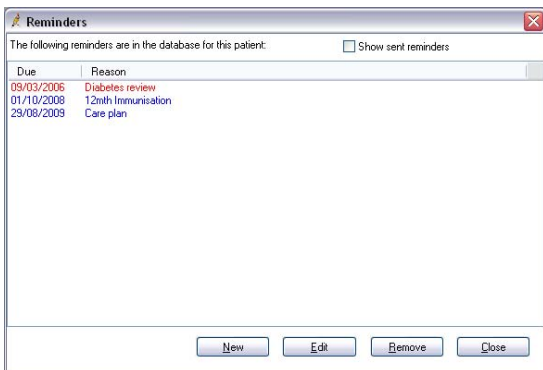 Reminders
The following reminders are in the database for this patient:
Show sent reminders
Due Reason
09/03/2006 Diabetes review
01/10/2008 12mth Immunisation
29/08/2009 Care plan
New Edit Remove Close